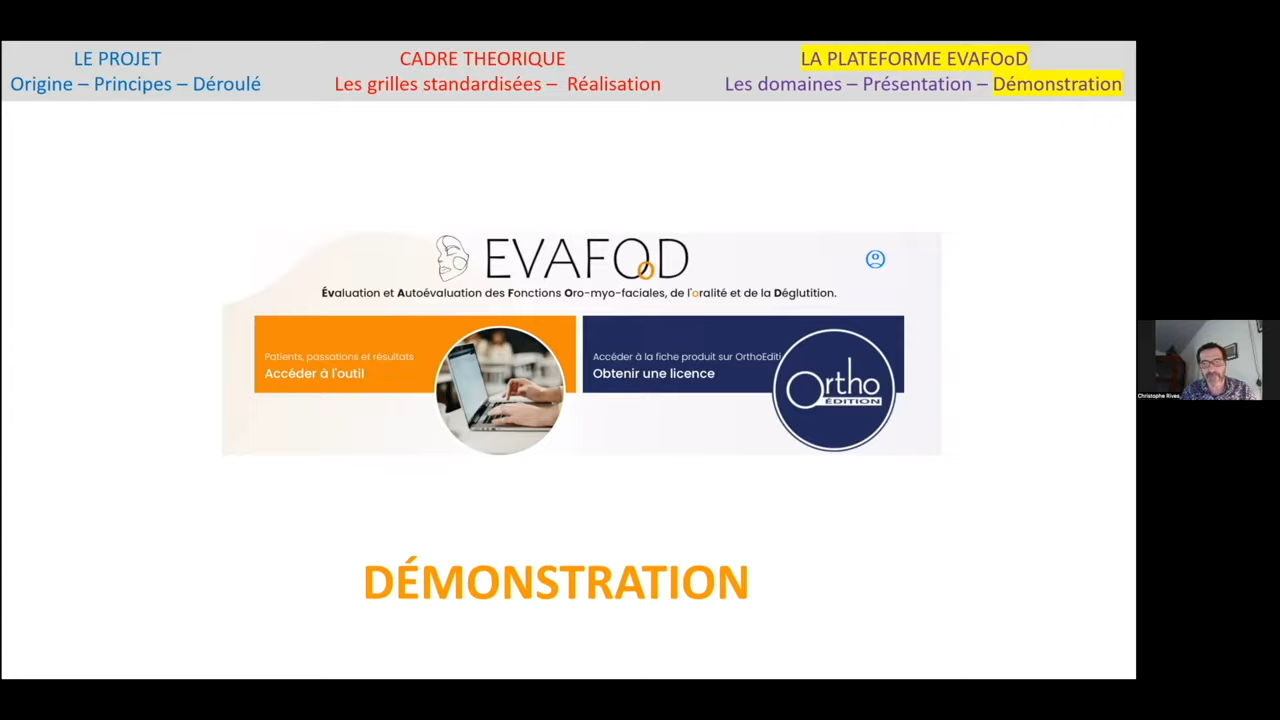 LE PROJET
Origine – Principes – Déroulé
CADRE THEORIQUE
Les grilles standardisées – Réalisation
LA PLATEFORME EVAFOoD
Les domaines – Présentation – Démonstration
EVAFOoD
Évaluation et Autoévaluation des Fonctions Oro-myo-faciales, de l'oralité et de la Déglutition.
Patients, passations et résultats
Accéder à l'outil
Accéder à la fiche produit sur OrthoEditi
Obtenir une licence
Ortho
ÉDITION
DÉMONSTRATION
Christophe Rives